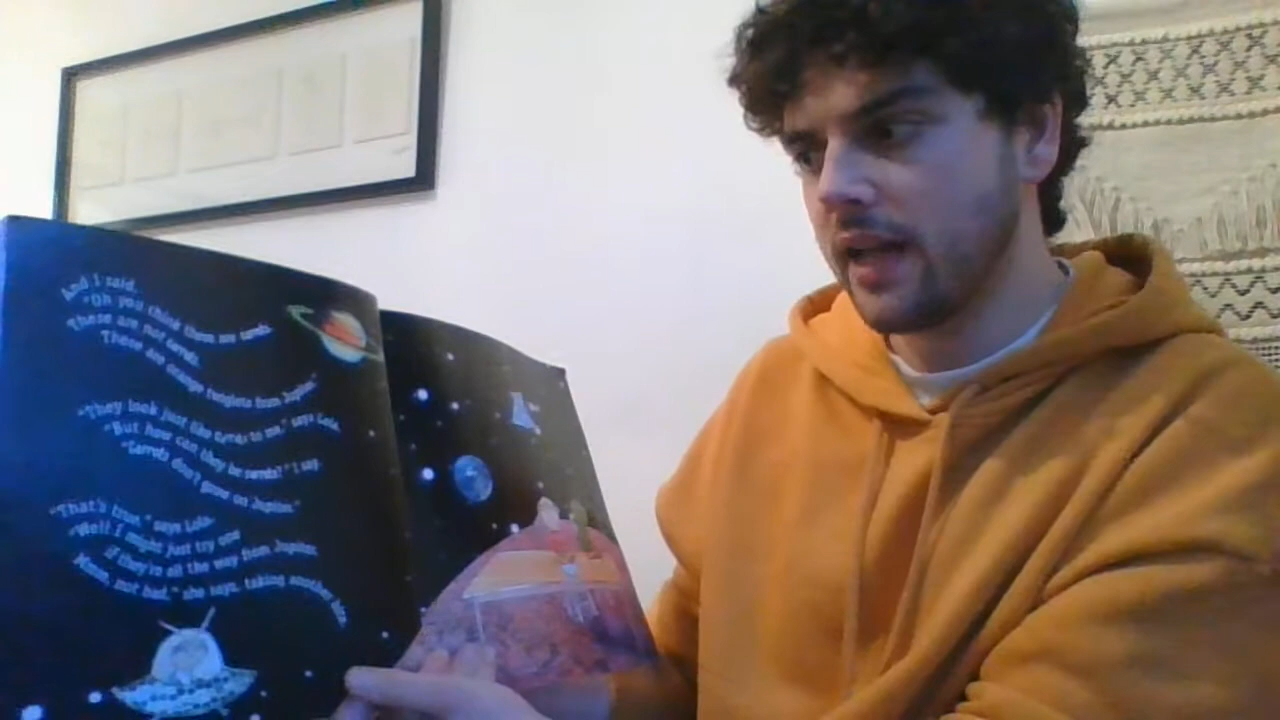 And I said,
"Oh you think these are carrots.
These are not carrots.
These are orange twiglets from Jupiter."
"They look just like carrots to me," says Lola.
"But how can they be carrots?" I say.
"Carrots don't grow on Jupiter."
"That's true," says Lola.
"Well I might just try one
if they're all the way from Jupiter.
Mmm, not bad," she says, taking another bite.